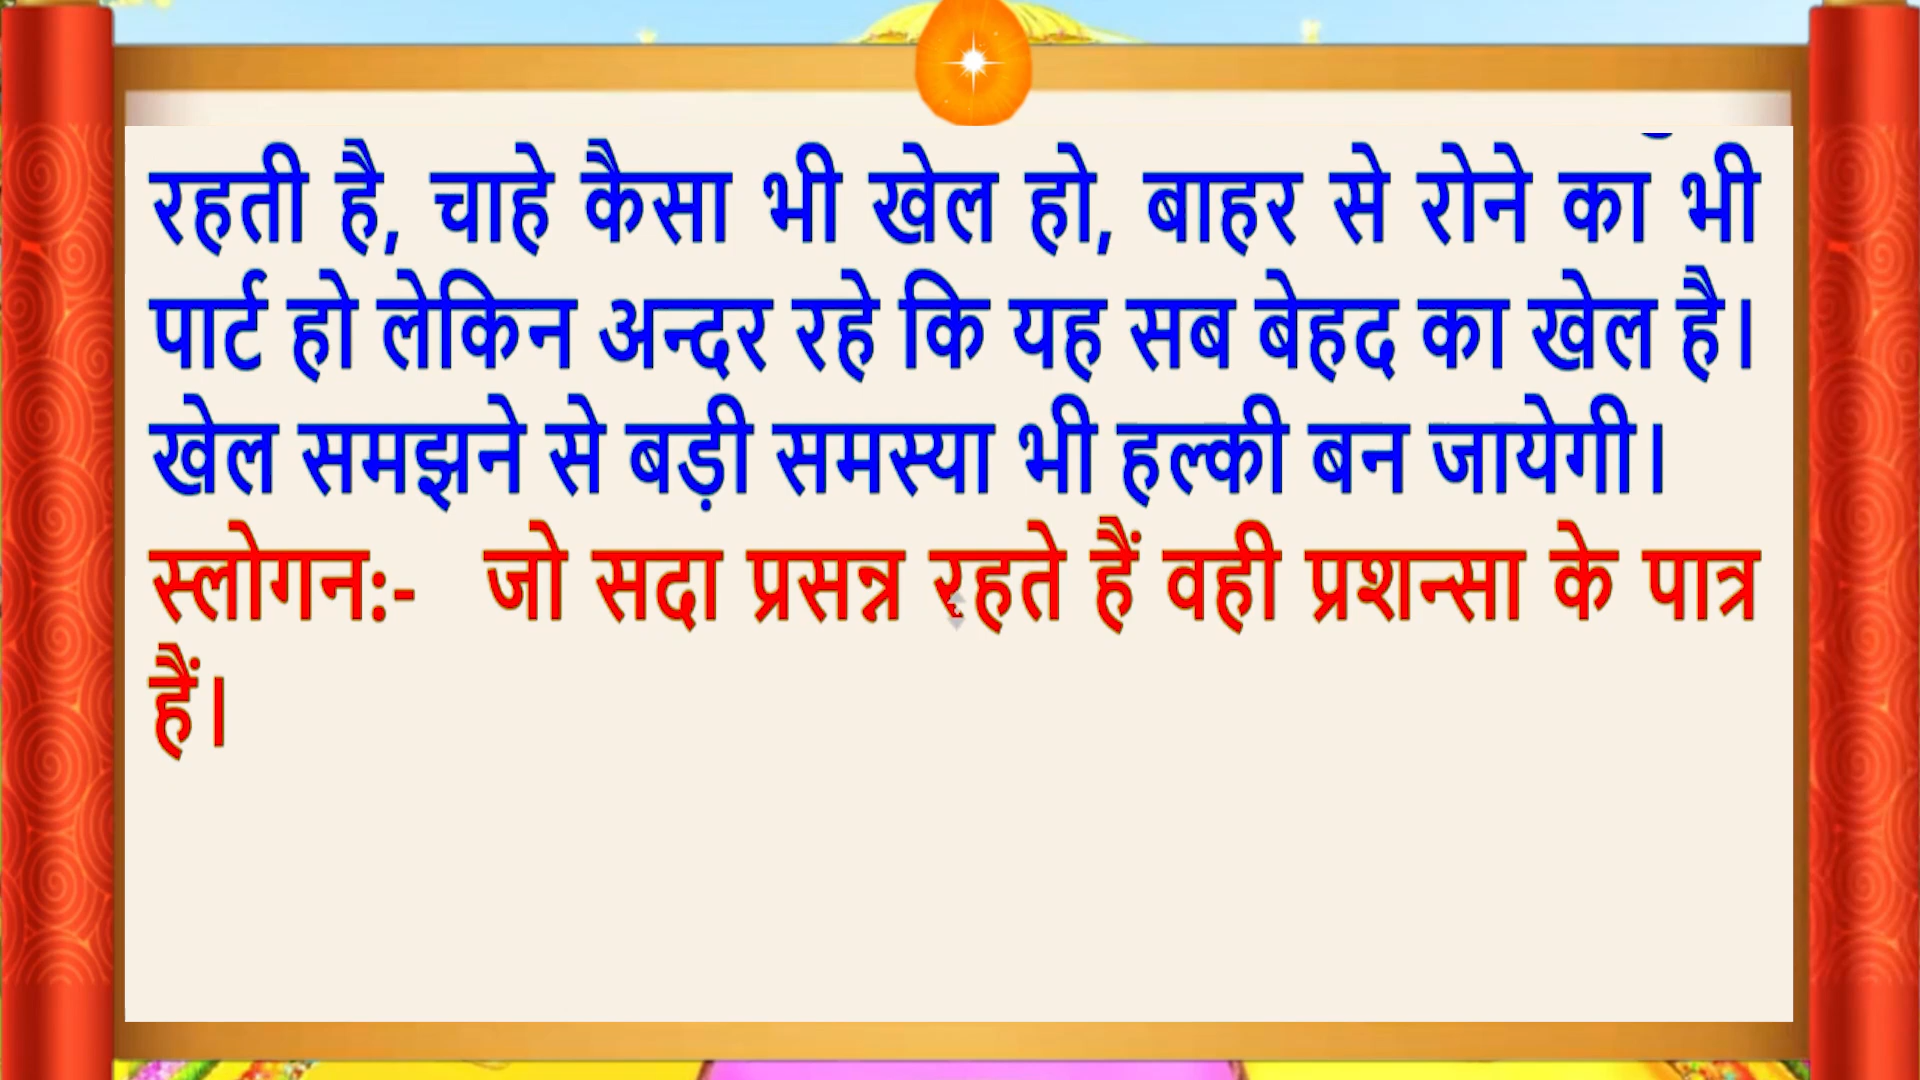 रहती है, चाहे कैसा भी खेल हो, बाहर से रोने का भी
पार्ट हो लेकिन अन्दर रहे कि यह सब बेहद का खेल है।
खेल समझने से बड़ी समस्या भी हल्की बन जायेगी।
स्लोगन:- जो सदा प्रसन्न रहते हैं वही प्रशन्सा के पात्र
हैं।